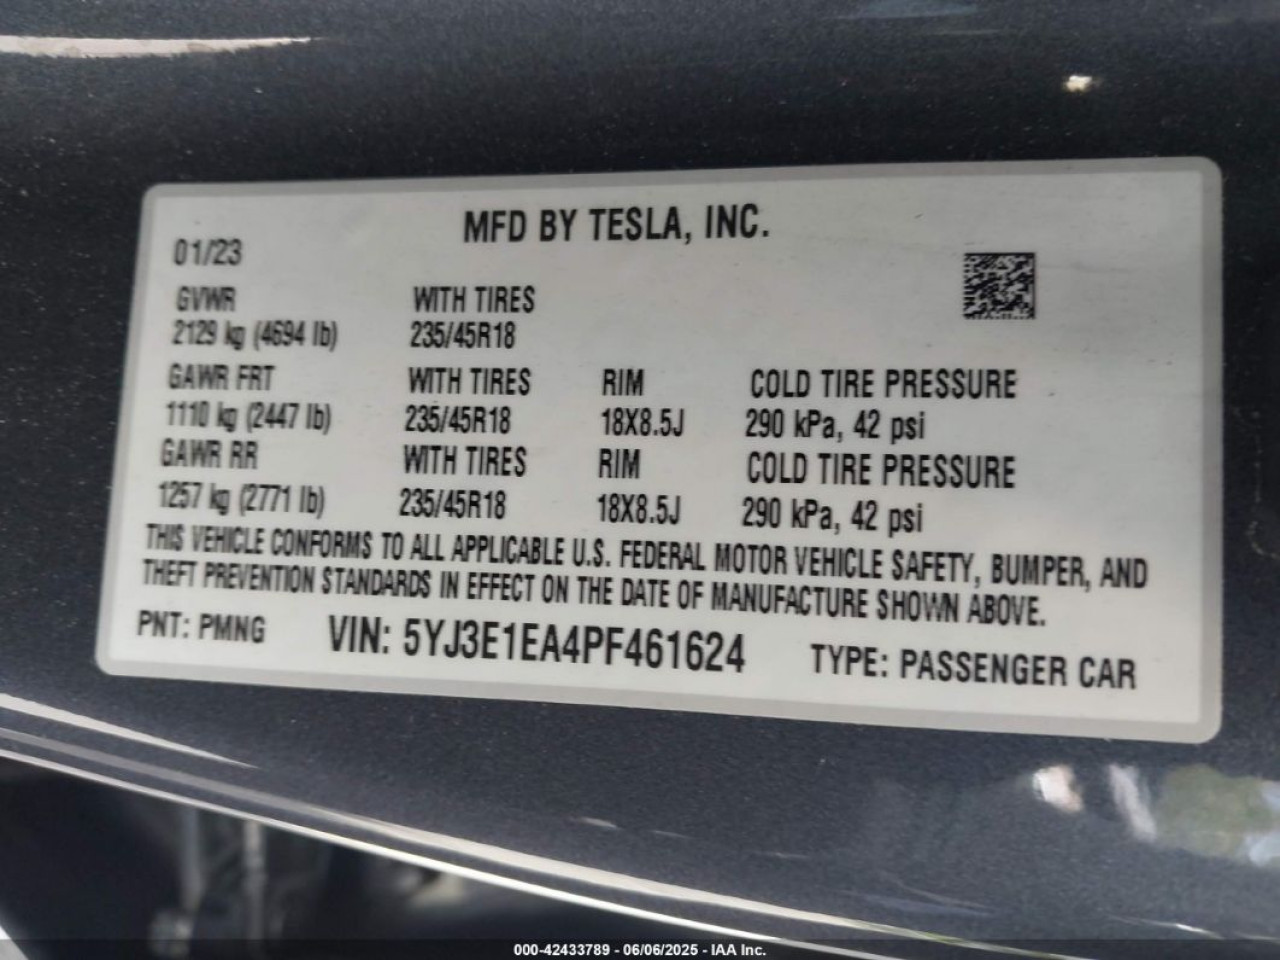 MFD BY TESLA, INC.
01/23
GVWR WITH TIRES
2129 kg (4694 lb) 235/45R18
GAWR FRT WITH TIRES RIM COLD TIRE PRESSURE
1110 kg (2447 lb) 235/45R18 18X8.5J 290 kPa, 42 psi
GAWR RR WITH TIRES RIM COLD TIRE PRESSURE
1257 kg (2771 lb) 235/45R18 18X8.5J 290 kPa, 42 psi
THIS VEHICLE CONFORMS TO ALL APPLICABLE U.S. FEDERAL MOTOR VEHICLE SAFETY, BUMPER, AND
THEFT PREVENTION STANDARDS IN EFFECT ON THE DATE OF MANUFACTURE SHOWN ABOVE.
PNT: PMNG VIN: 5YJ3E1EA4PF461624 TYPE: PASSENGER CAR
000-42433789 - 06/06/2025 - IAA Inc.